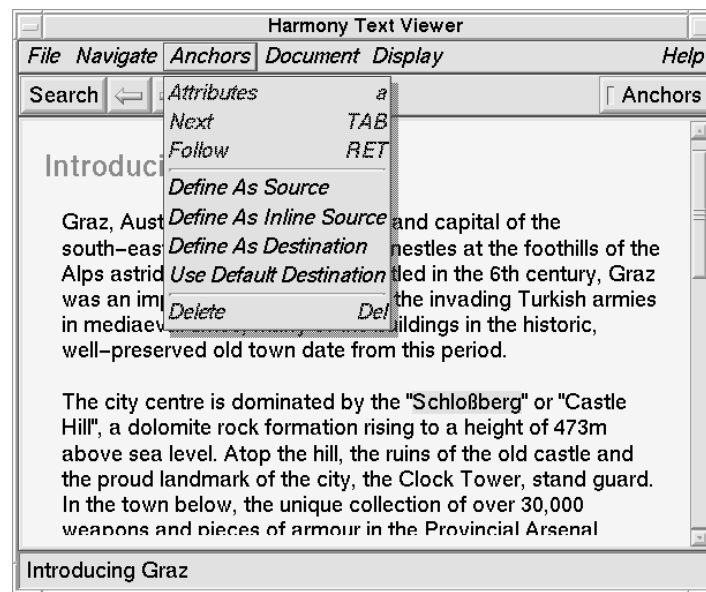 Harmony Text Viewer
File Navigate Anchors Document Display Help
Search Anchors
Attributes a
Next TAB
Follow RET
Define As Source
Define As Inline Source
Define As Destination
Use Default Destination
Delete Del
Introduci
Graz, Aust and capital of the
south–eas nestles at the foothills of the
Alps astrid tled in the 6th century, Graz
was an imp the invading Turkish armies
in mediaev ildings in the historic,
well–preserved old town date from this period.
The city centre is dominated by the "Schloßberg" or "Castle
Hill", a dolomite rock formation rising to a height of 473m
above sea level. Atop the hill, the ruins of the old castle and
the proud landmark of the city, the Clock Tower, stand guard.
In the town below, the unique collection of over 30,000
weapons and pieces of armour in the Provincial Arsenal
Introducing Graz